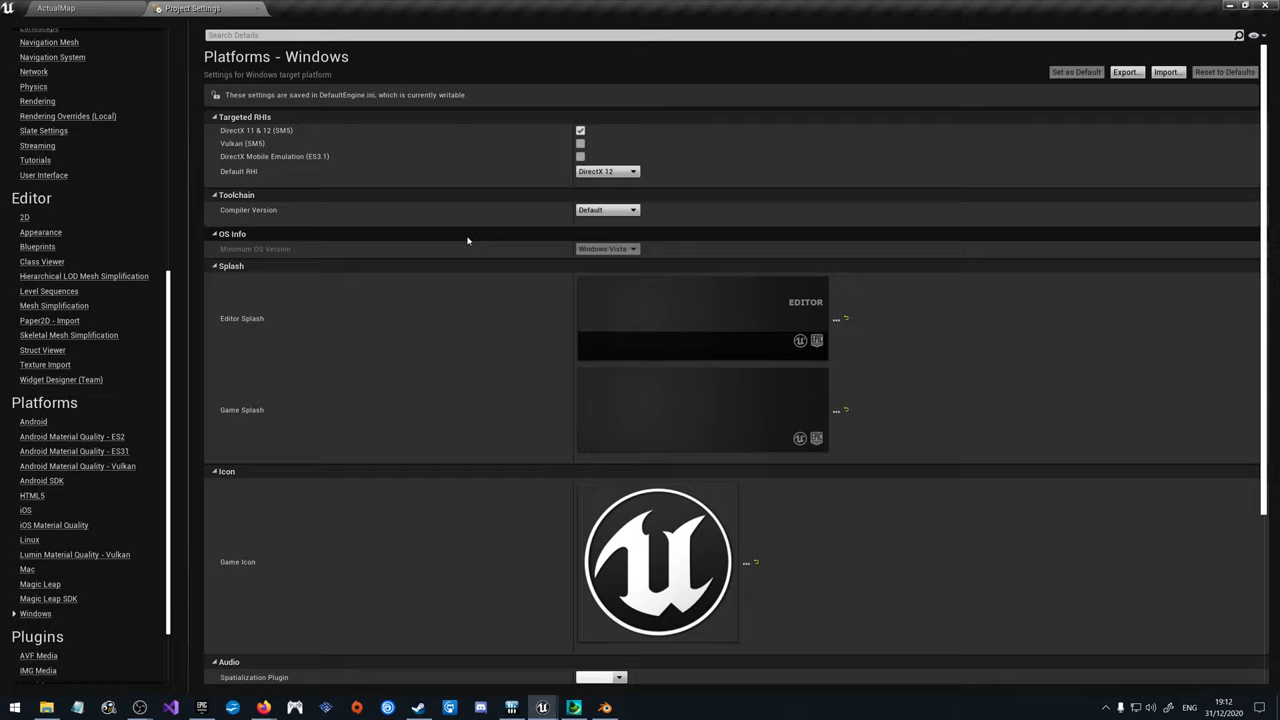 ActualMap
Project Settings
Navigation Mesh
Navigation System
Network
Physics
Rendering
Rendering Overrides (Local)
Slate Settings
Streaming
Tutorials
User Interface
Editor
2D
Appearance
Blueprints
Class Viewer
Hierarchical LOD Mesh Simplification
Level Sequences
Mesh Simplification
Paper2D - Import
Skeletal Mesh Simplification
Struct Viewer
Texture Import
Widget Designer (Team)
Platforms
Android
Android Material Quality - ES2
Android Material Quality - ES31
Android Material Quality - Vulkan
Android SDK
HTML5
iOS
iOS Material Quality
Linux
Lumin Material Quality - Vulkan
Mac
Magic Leap
Magic Leap SDK
Windows
Plugins
AVF Media
IMG Media
Search Details
Platforms - Windows
Settings for Windows target platform
Set as Default
Export...
Import...
Reset to Defaults
These settings are saved in DefaultEngine.ini, which is currently writable.
Targeted RHIs
DirectX 11 & 12 (SM5)
Vulkan (SM5)
DirectX Mobile Emulation (ES3.1)
Default RHI
DirectX 12
Toolchain
Compiler Version
Default
OS Info
Minimum OS Version
Windows Vista
Splash
Editor Splash
EDITOR
Game Splash
Icon
Game Icon
Audio
Spatialization Plugin
ENG
19:12
31/12/2020